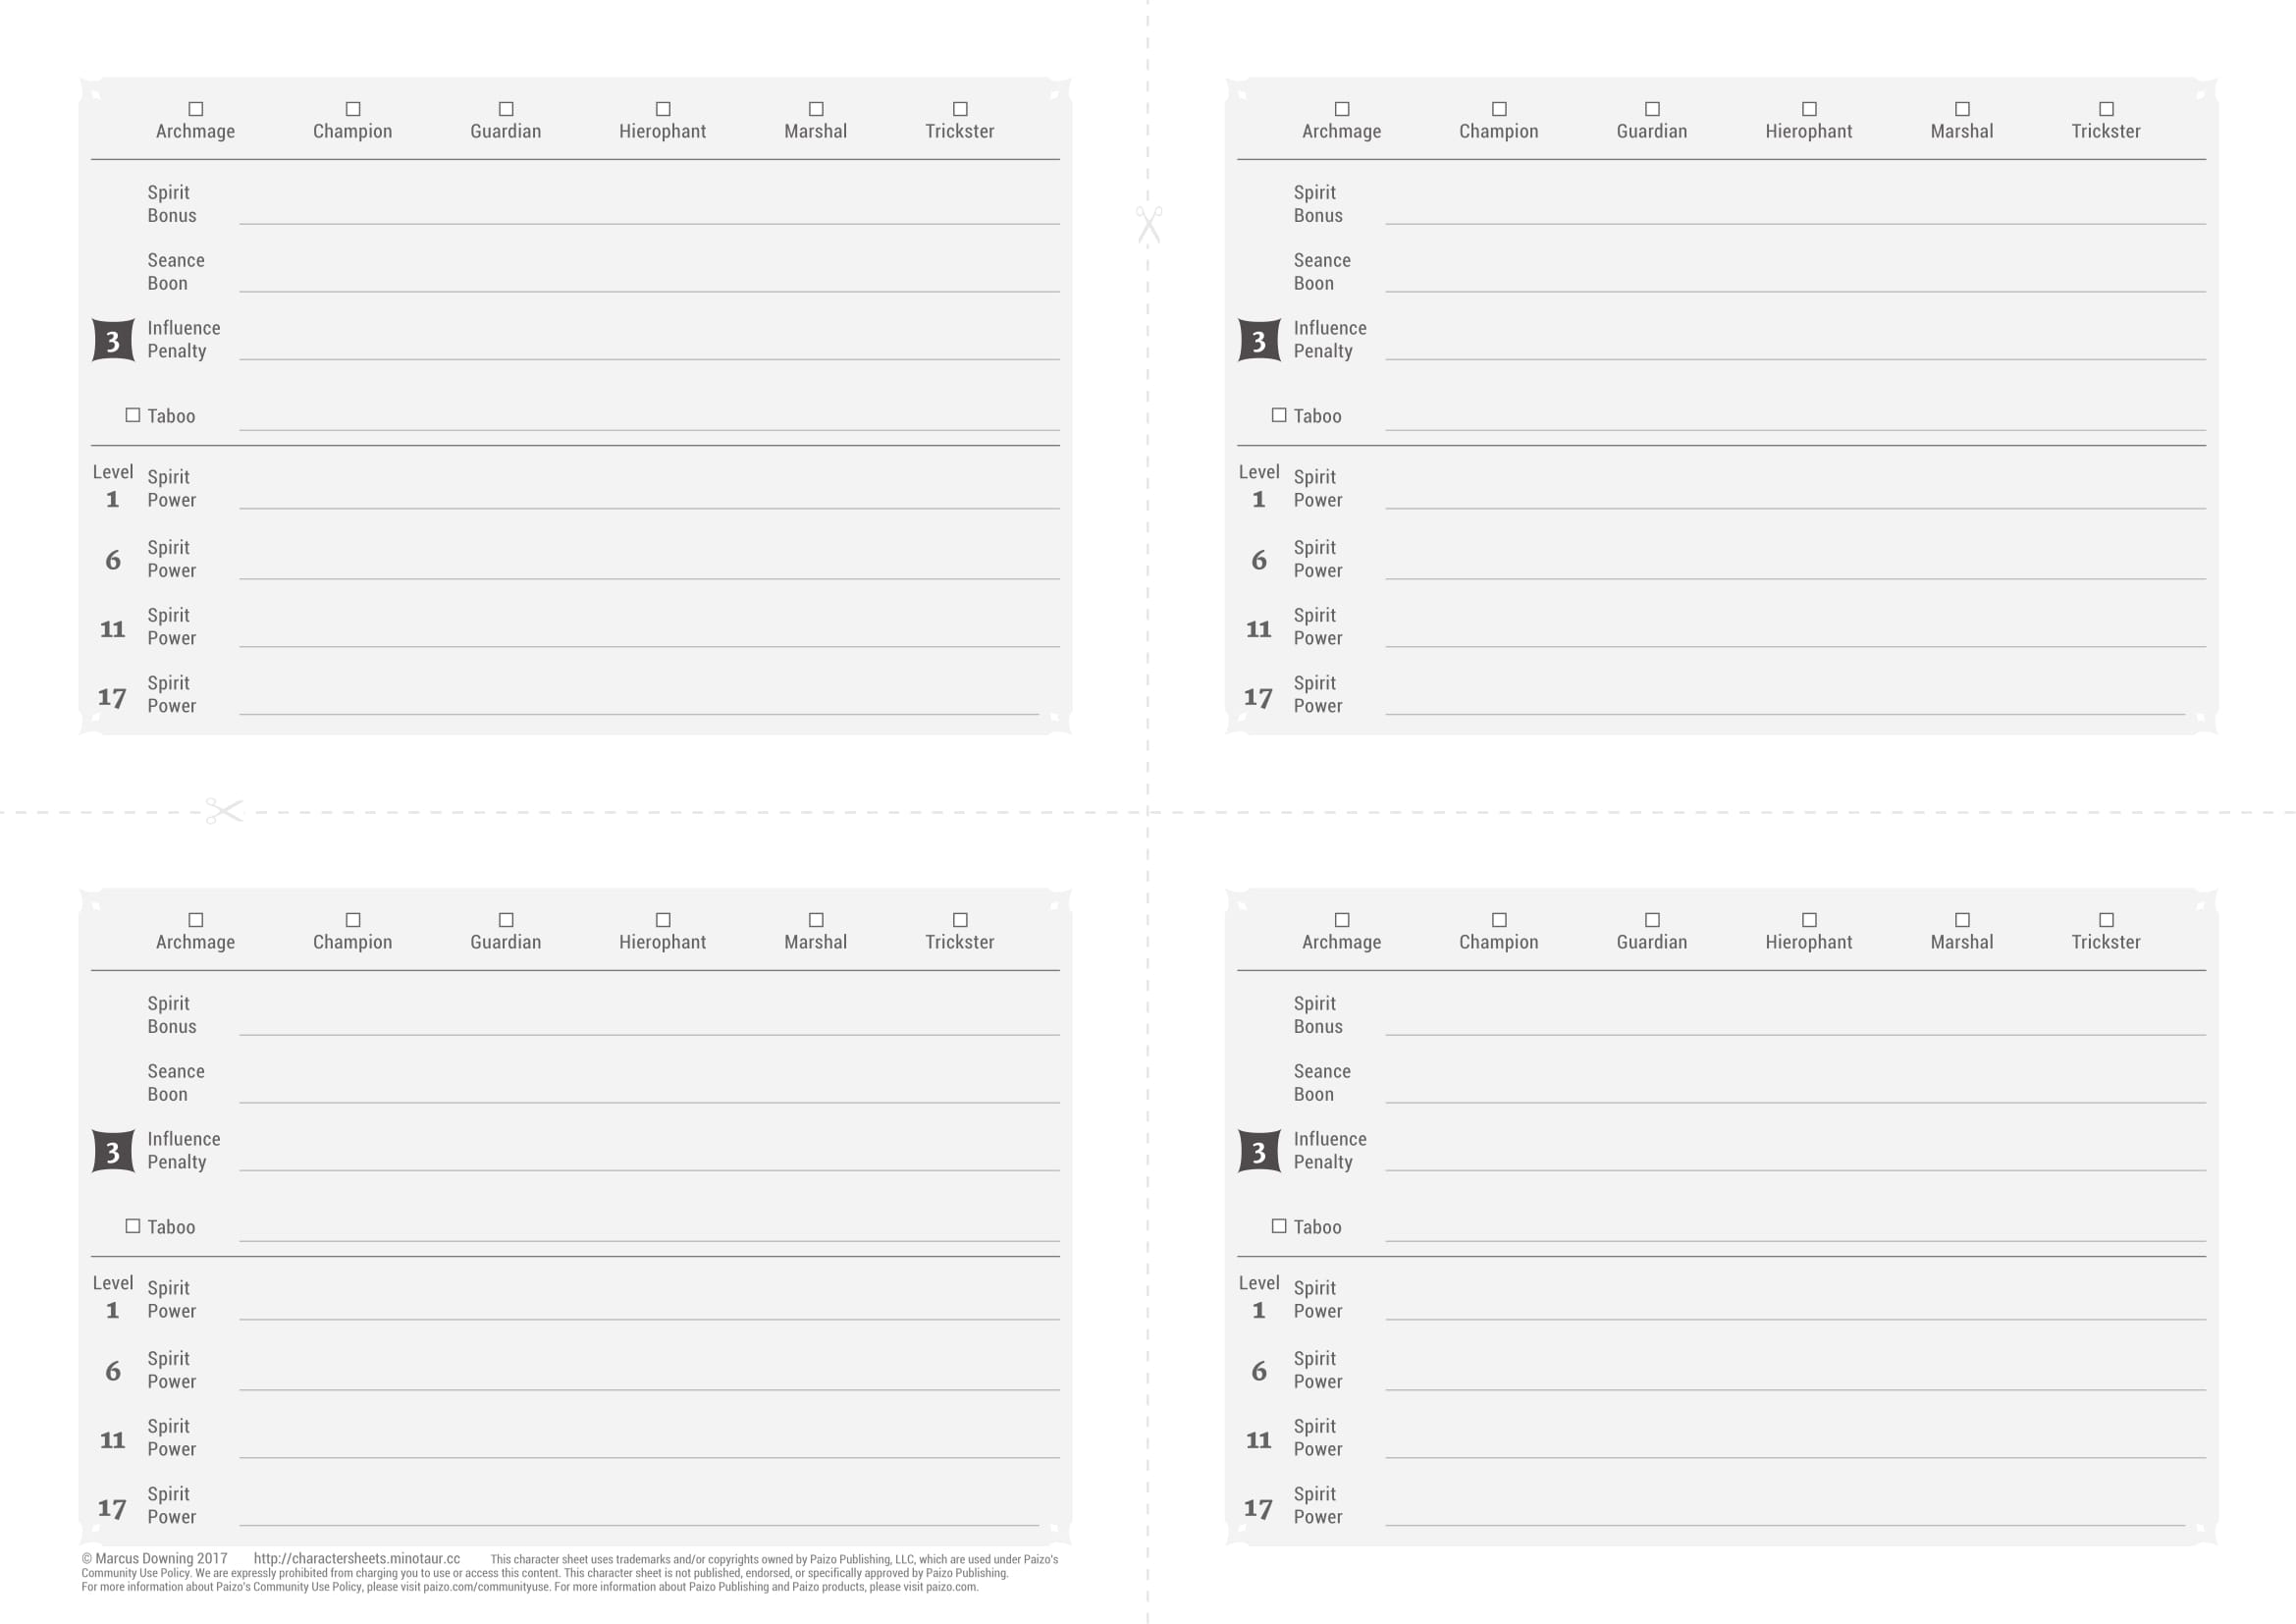 Archmage Champion Guardian Hierophant Marshal Trickster
Spirit
Bonus
Seance
Boon
3 Influence
Penalty
Taboo
Level Spirit
1 Power
6 Spirit
Power
11 Spirit
Power
17 Spirit
Power
Archmage Champion Guardian Hierophant Marshal Trickster
Spirit
Bonus
Seance
Boon
3 Influence
Penalty
Taboo
Level Spirit
1 Power
6 Spirit
Power
11 Spirit
Power
17 Spirit
Power
Archmage Champion Guardian Hierophant Marshal Trickster
Spirit
Bonus
Seance
Boon
3 Influence
Penalty
Taboo
Level Spirit
1 Power
6 Spirit
Power
11 Spirit
Power
17 Spirit
Power
Archmage Champion Guardian Hierophant Marshal Trickster
Spirit
Bonus
Seance
Boon
3 Influence
Penalty
Taboo
Level Spirit
1 Power
6 Spirit
Power
11 Spirit
Power
17 Spirit
Power
© Marcus Downing 2017 http://charactersheets.minotaur.cc This character sheet uses trademarks and/or copyrights owned by Paizo Publishing, LLC, which are used under Paizo's
Community Use Policy. We are expressly prohibited from charging you to use or access this content. This character sheet is not published, endorsed, or specifically approved by Paizo Publishing.
For more information about Paizo's Community Use Policy, please visit paizo.com/communityuse. For more information about Paizo Publishing and Paizo products, please visit paizo.com.